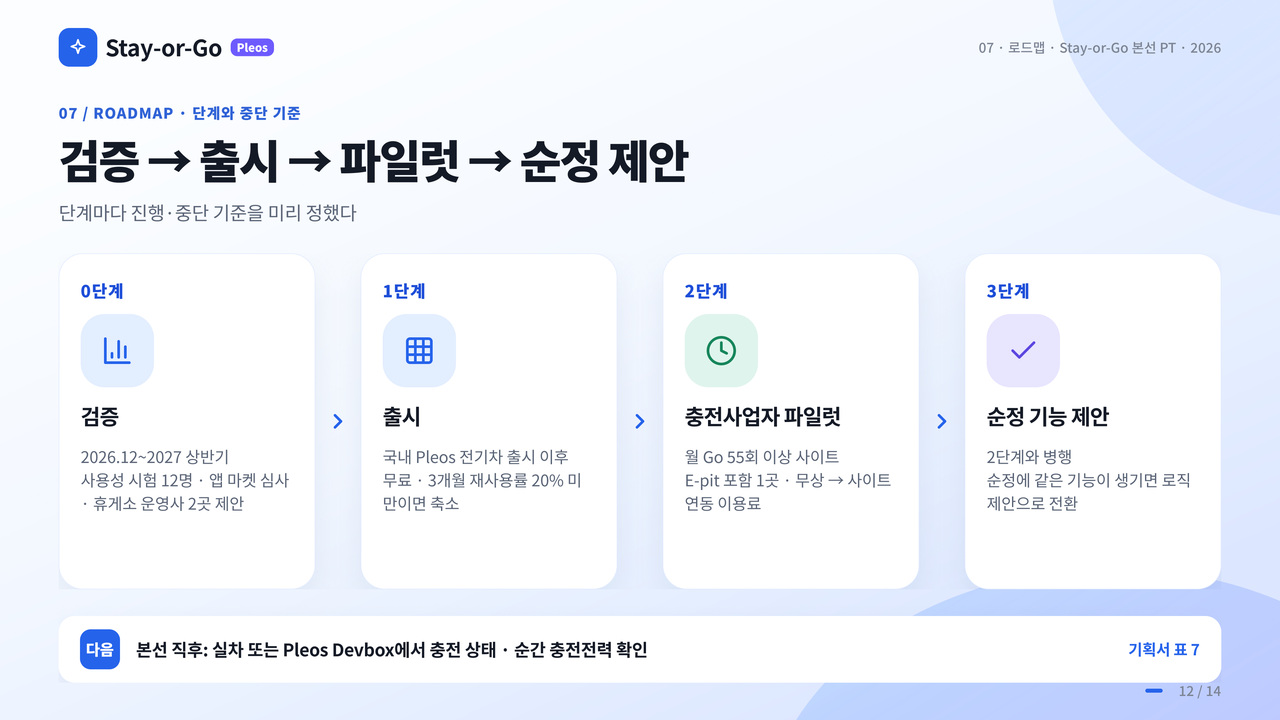 Stay-or-Go Pleos
07 · 로드맵 · Stay-or-Go 본선 PT · 2026
07 / ROADMAP · 단계와 중단 기준
검증 → 출시 → 파일럿 → 순정 제안
단계마다 진행·중단 기준을 미리 정했다
0단계
검증
2026.12~2027 상반기
사용성 시험 12명 · 앱 마켓 심사
· 휴게소 운영사 2곳 제안
1단계
출시
국내 Pleos 전기차 출시 이후
무료 · 3개월 재사용률 20% 미
만이면 축소
2단계
충전사업자 파일럿
월 Go 55회 이상 사이트
E-pit 포함 1곳 · 무상 → 사이트
연동 이용료
3단계
순정 기능 제안
2단계와 병행
순정에 같은 기능이 생기면 로직
제안으로 전환
다음 본선 직후: 실차 또는 Pleos Devbox에서 충전 상태 · 순간 충전전력 확인
기획서 표 7
12 / 14